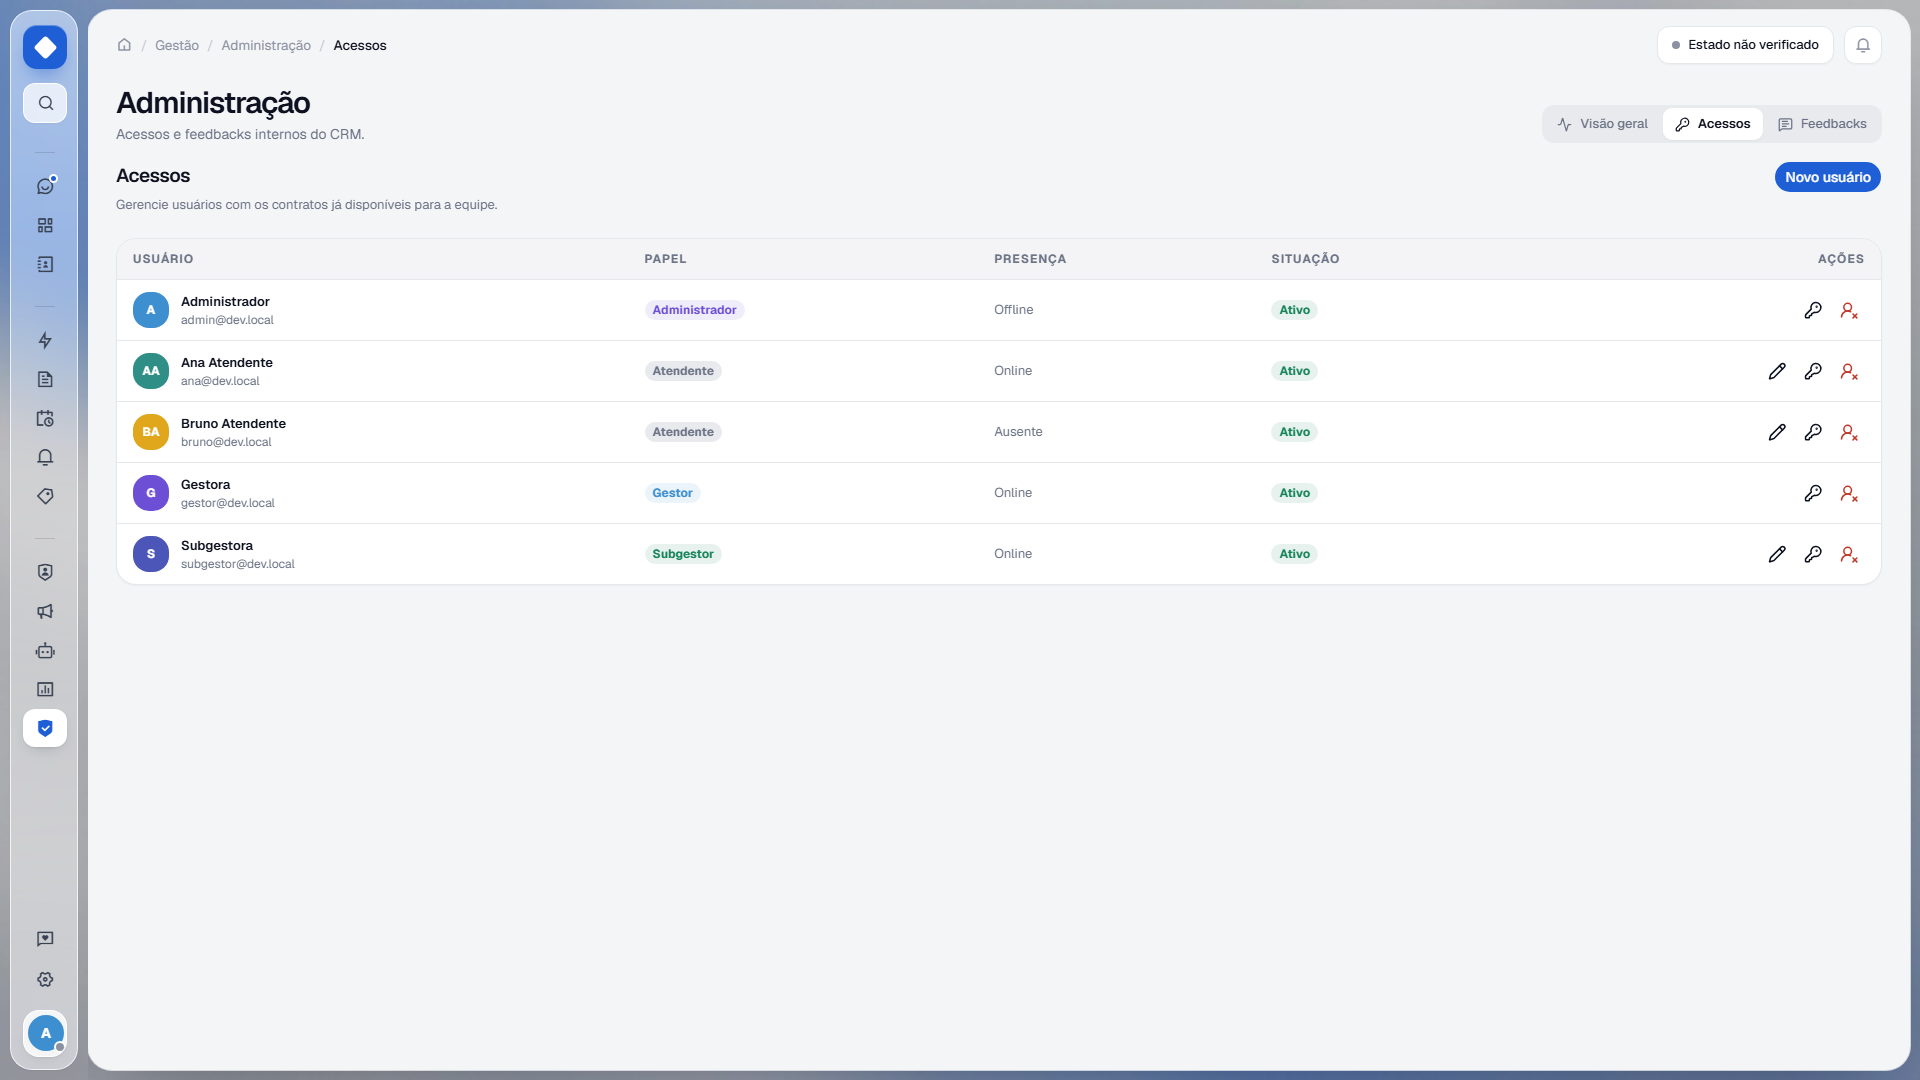 / Gestão / Administração / Acessos
Estado não verificado
Administração
Acessos e feedbacks internos do CRM.
Visão geral
Acessos
Feedbacks
Acessos
Gerencie usuários com os contratos já disponíveis para a equipe.
Novo usuário
USUÁRIO PAPEL PRESENÇA SITUAÇÃO AÇÕES
A Administrador
admin@dev.local
Administrador Offline Ativo
AA Ana Atendente
ana@dev.local
Atendente Online Ativo
BA Bruno Atendente
bruno@dev.local
Atendente Ausente Ativo
G Gestora
gestor@dev.local
Gestor Online Ativo
S Subgestora
subgestor@dev.local
Subgestor Online Ativo
A